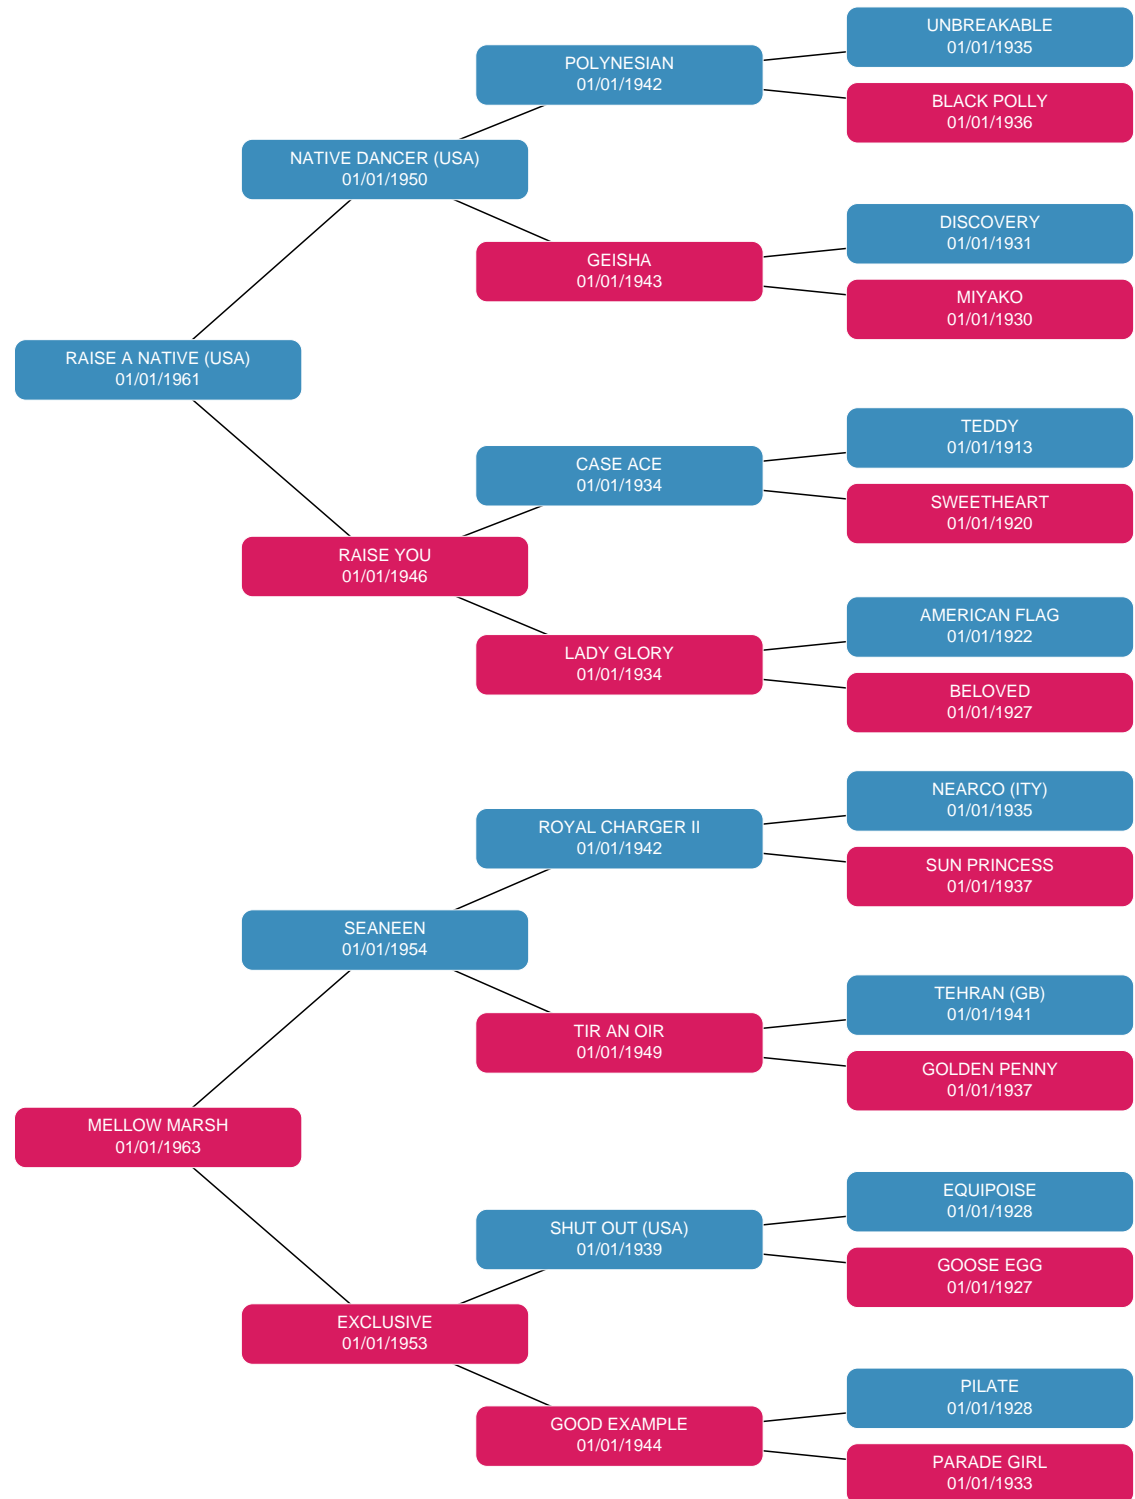 UNBREAKABLE
01/01/1935
POLYNESIAN
01/01/1942
BLACK POLLY
01/01/1936
NATIVE DANCER (USA)
01/01/1950
DISCOVERY
01/01/1931
GEISHA
01/01/1943
MIYAKO
01/01/1930
RAISE A NATIVE (USA)
01/01/1961
TEDDY
01/01/1913
CASE ACE
01/01/1934
SWEETHEART
01/01/1920
RAISE YOU
01/01/1946
AMERICAN FLAG
01/01/1922
LADY GLORY
01/01/1934
BELOVED
01/01/1927
NEARCO (ITY)
01/01/1935
ROYAL CHARGER II
01/01/1942
SUN PRINCESS
01/01/1937
SEANEEN
01/01/1954
TEHRAN (GB)
01/01/1941
TIR AN OIR
01/01/1949
GOLDEN PENNY
01/01/1937
MELLOW MARSH
01/01/1963
EQUIPOISE
01/01/1928
SHUT OUT (USA)
01/01/1939
GOOSE EGG
01/01/1927
EXCLUSIVE
01/01/1953
PILATE
01/01/1928
GOOD EXAMPLE
01/01/1944
PARADE GIRL
01/01/1933